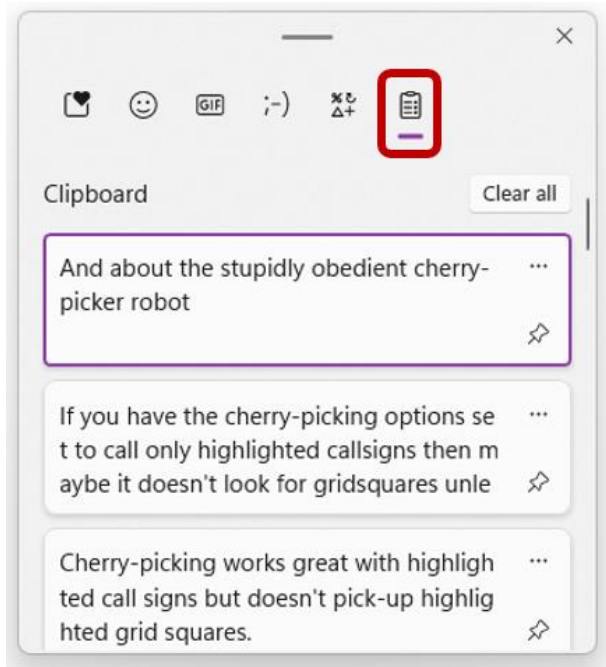 GIF ;-)
Clipboard Clear all
And about the stupidly obedient cherry-
picker robot
If you have the cherry-picking options se
t to call only highlighted callsigns then m
aybe it doesn't look for gridsquares unle
Cherry-picking works great with highligh
ted call signs but doesn't pick-up highlig
hted grid squares.